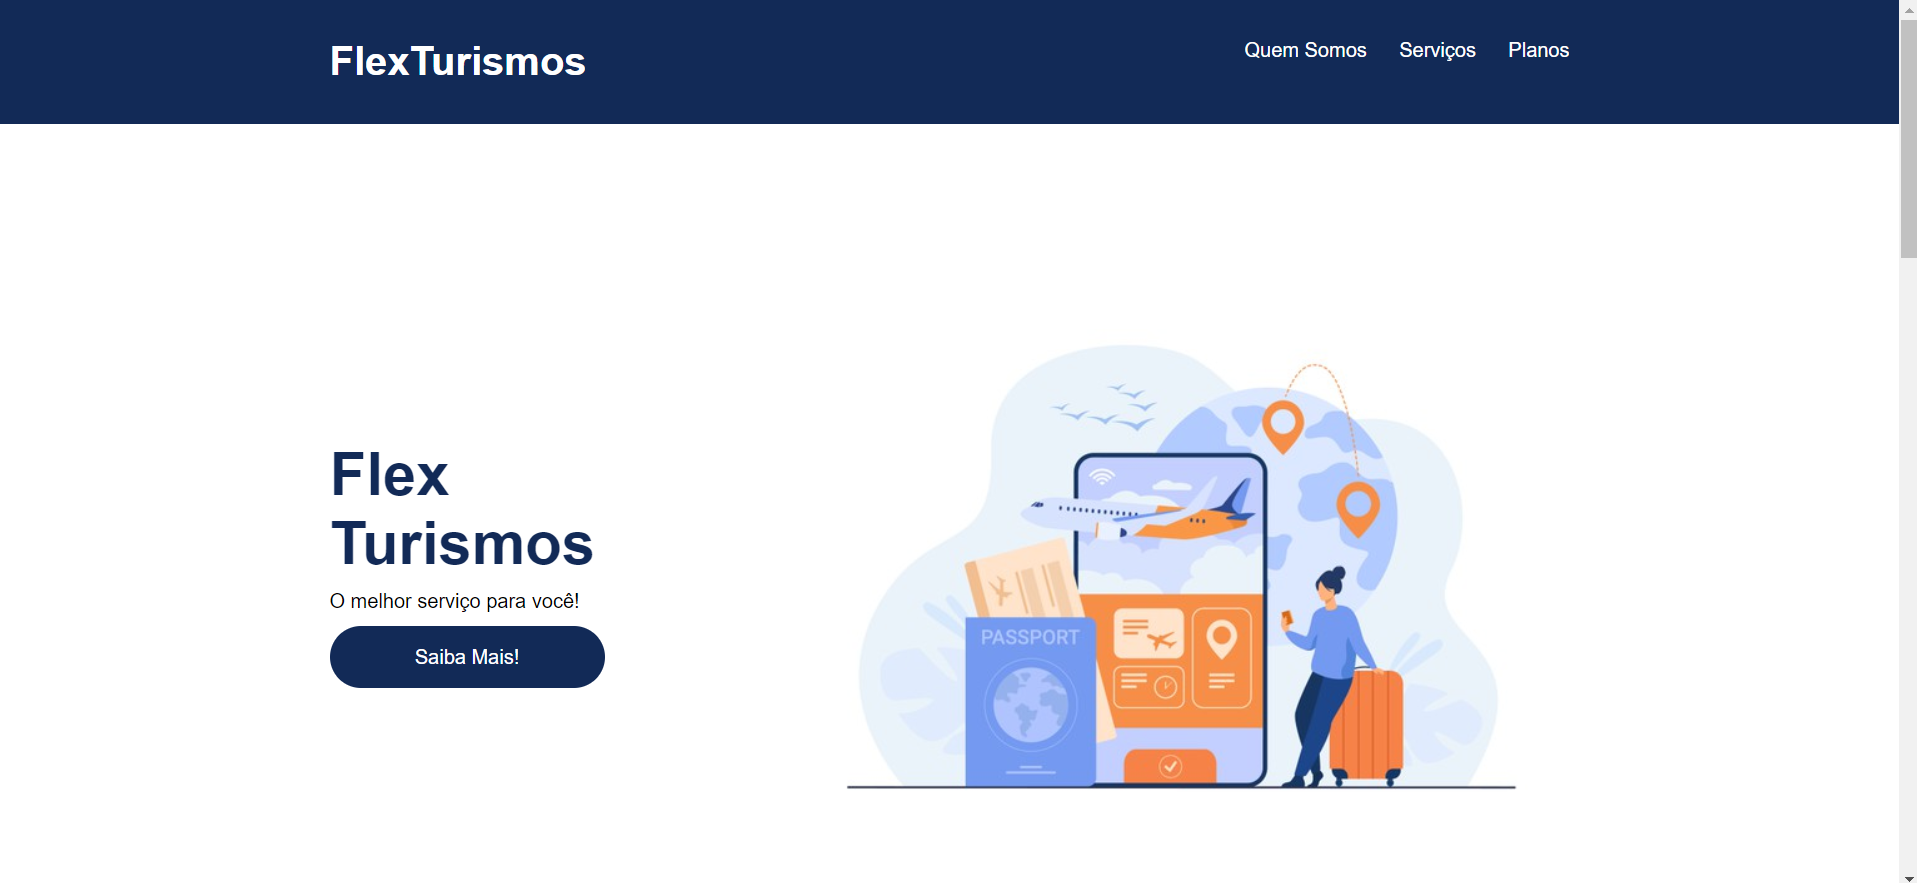 FlexTurismos
Quem Somos Serviços Planos
Flex
Turismos
O melhor serviço para você!
Saiba Mais!
PASSPORT